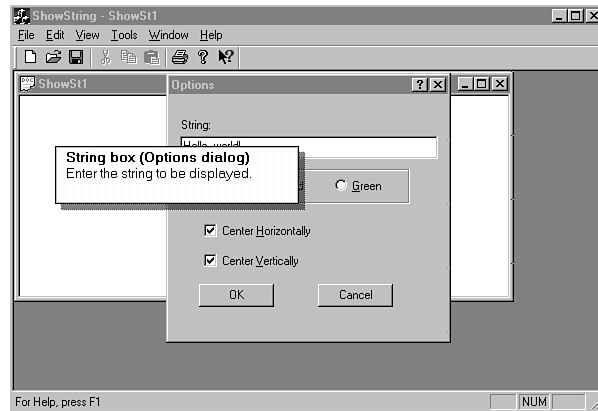 ShowString - ShowSt1
File Edit View Tools Window Help
ShowSt1
Options
String:
Hello, world!
String box (Options dialog)
Enter the string to be displayed.
Green
Center Horizontally
Center Vertically
OK Cancel
For Help, press F1
NUM